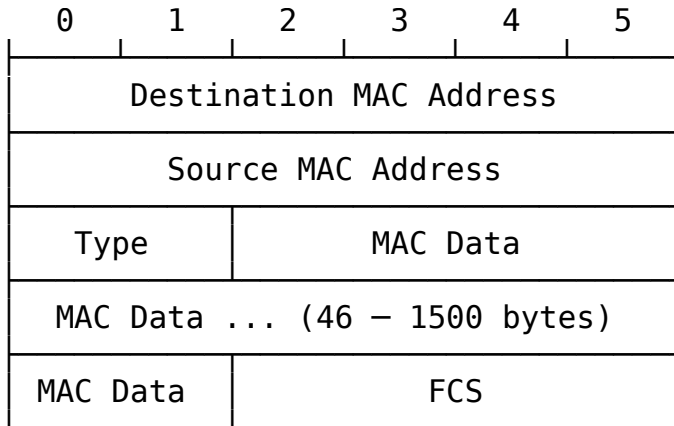 0 1 2 3 4 5
Destination MAC Address
Source MAC Address
Type MAC Data
MAC Data ... (46 – 1500 bytes)
MAC Data FCS